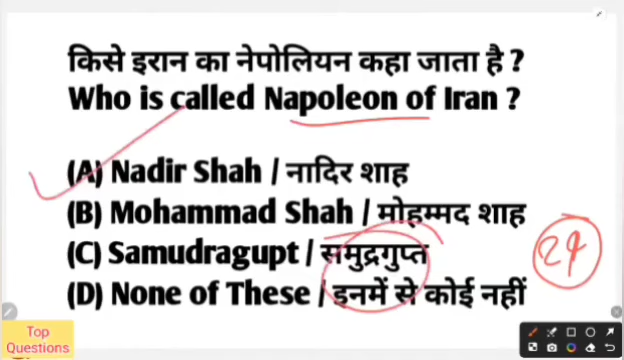 किसे इरान का नेपोलियन कहा जाता है ?
Who is called Napoleon of Iran ?
(A) Nadir Shah / नादिर शाह
(B) Mohammad Shah / मोहम्मद शाह
(C) Samudragupt / समुद्रगुप्त
(D) None of These / इनमें से कोई नहीं
24
Top
Questions